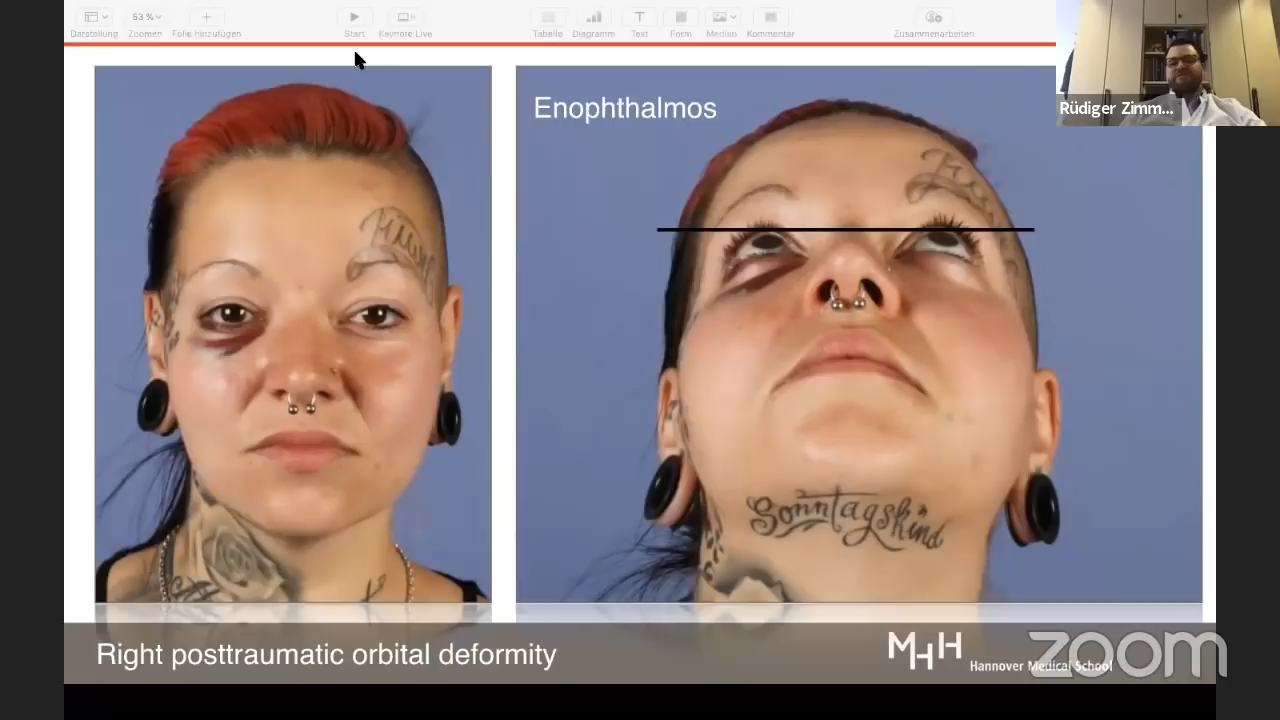 53 %
Darstellung Zoomen Folie hinzufügen Start Keynote Live Tabelle Diagramm Text Form Medien Kommentar Zusammenarbeiten
Rüdiger Zimm...
Enophthalmos
Sonntagskind
Right posttraumatic orbital deformity
MHH
Hannover Medical School
zoom